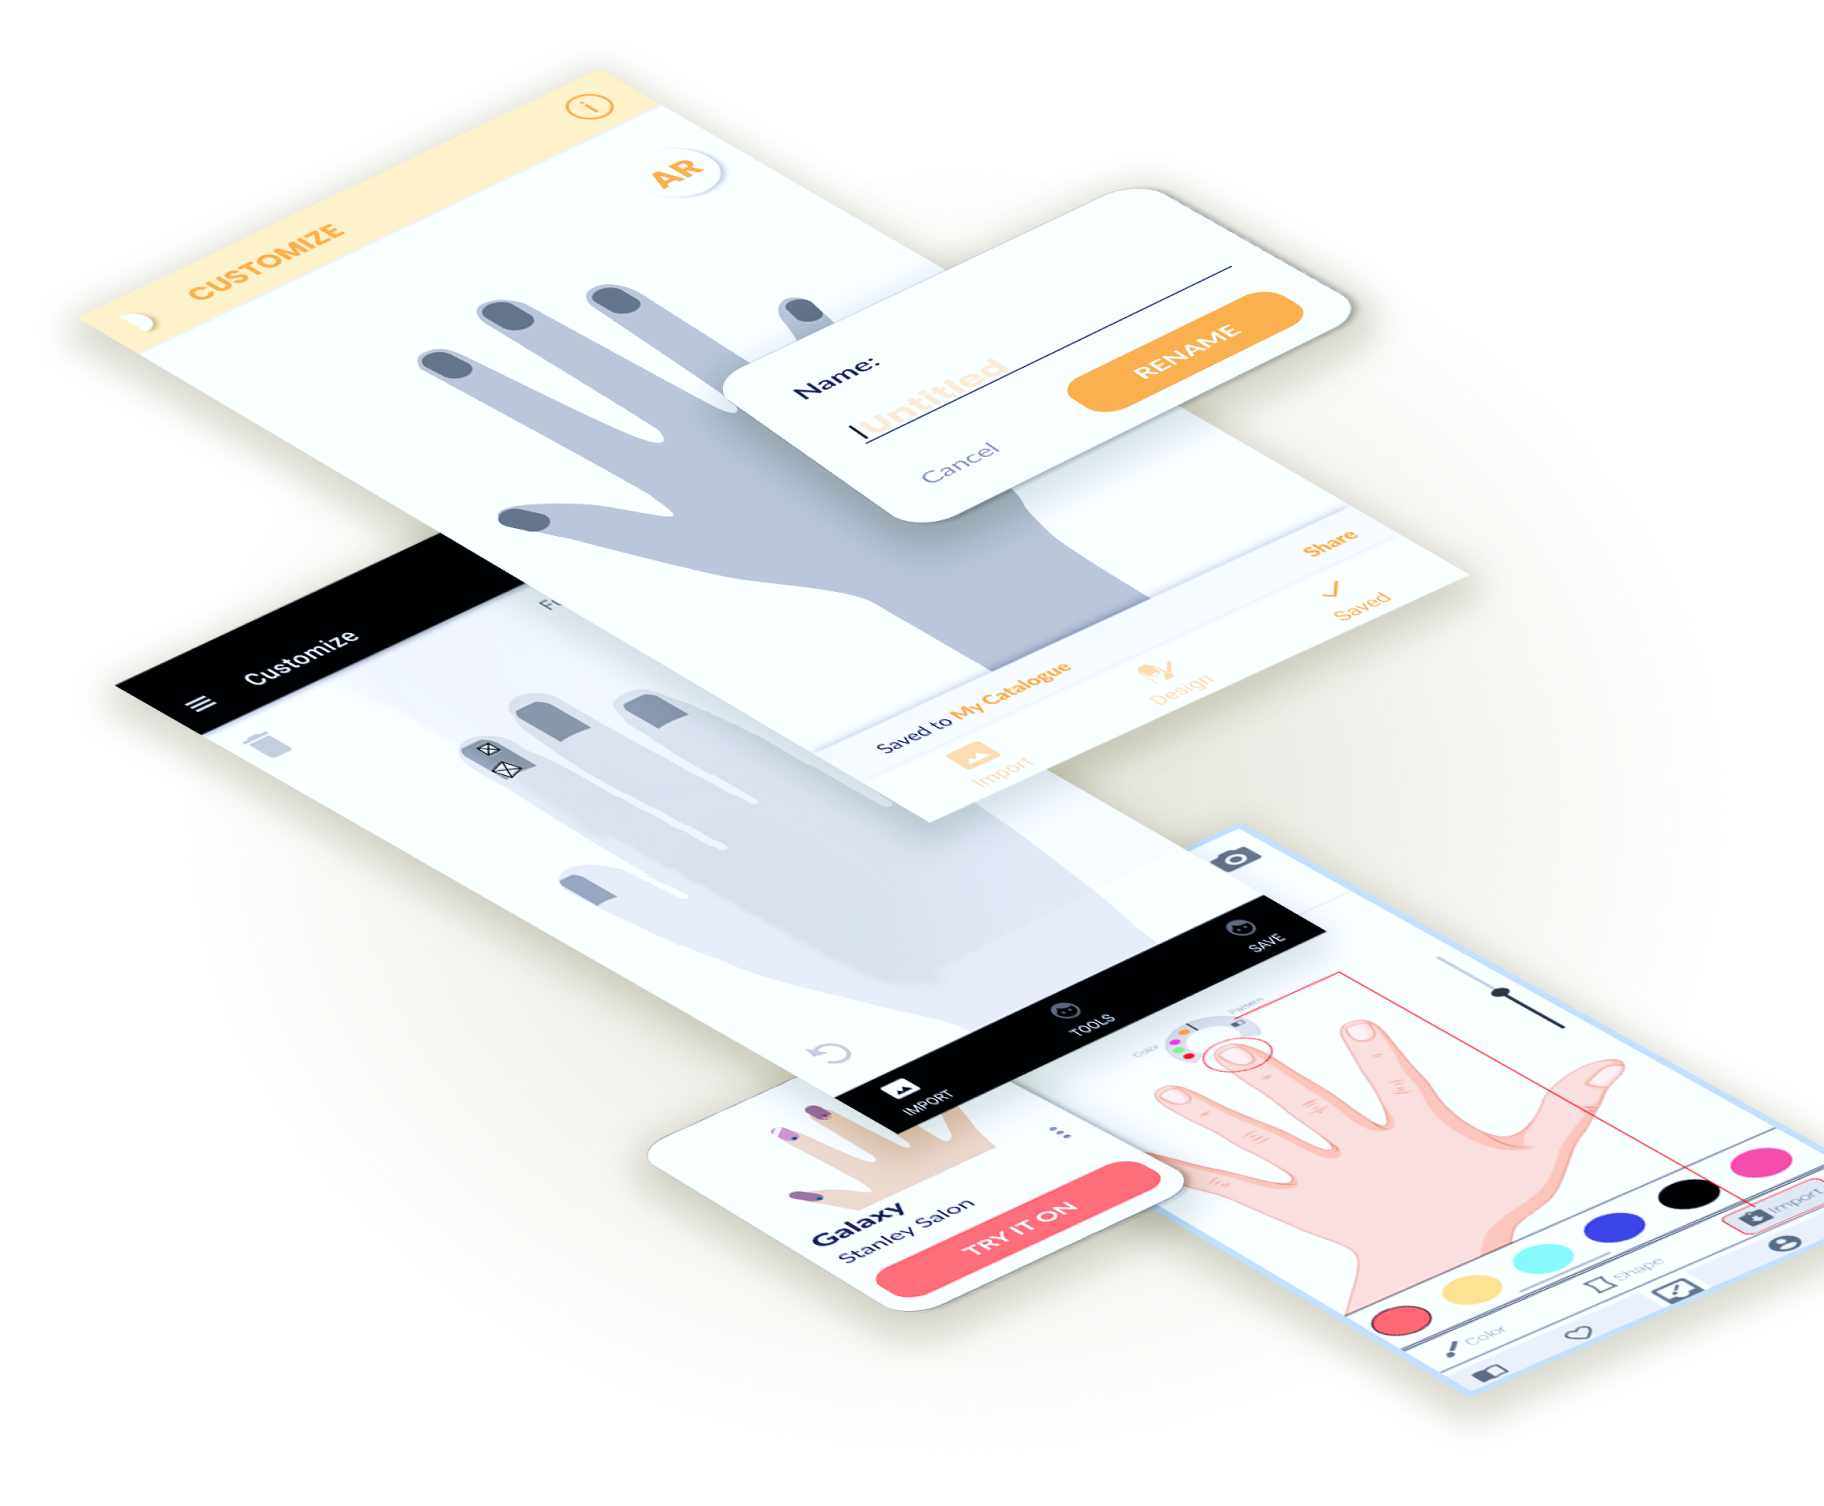 CUSTOMIZE
AR
Name:
Untitled
RENAME
Cancel
Share
Saved
Saved to My Catalogue
Design
Import
Customize
SAVE
TOOLS
IMPORT
Pattern
Color
Galaxy
Stanley Salon
TRY IT ON
Import
Shape
Color